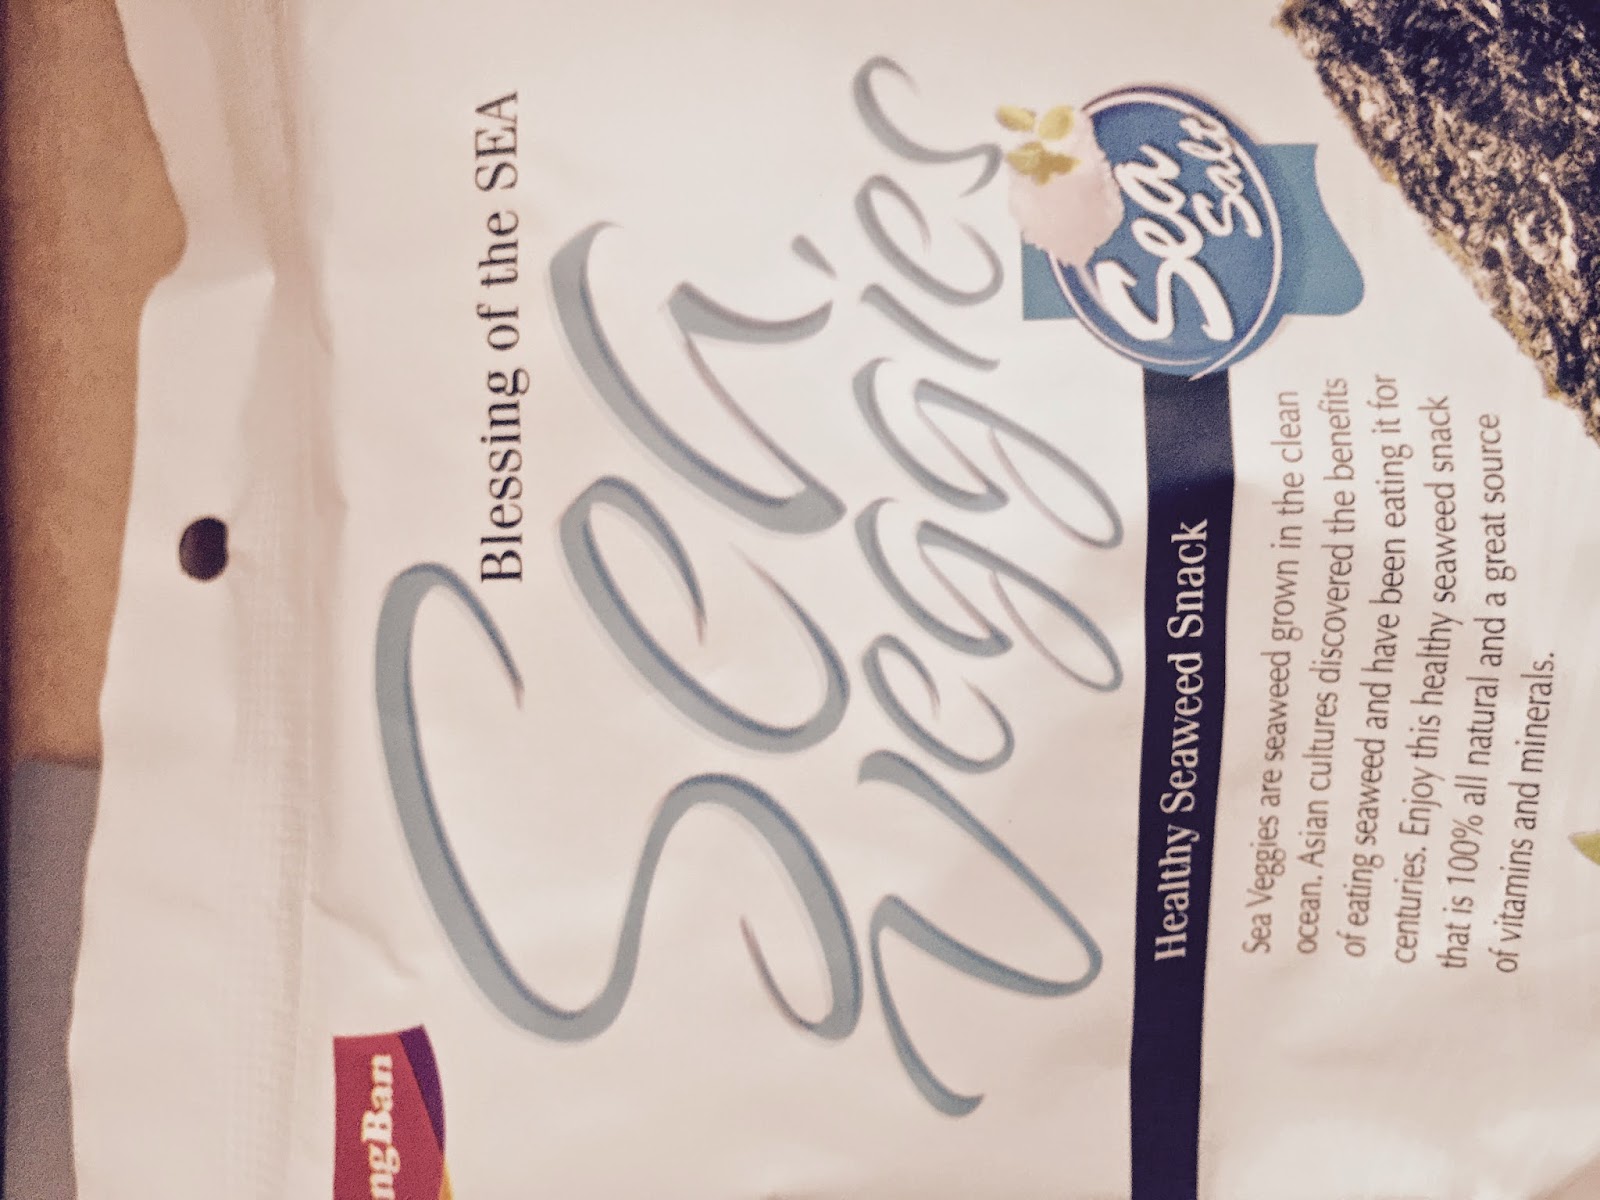 ngBan
Blessing of the SEA
Sea
Veggies
Sea
Salt
Healthy Seaweed Snack
Sea Veggies are seaweed grown in the clean
ocean. Asian cultures discovered the benefits
of eating seaweed and have been eating it for
centuries. Enjoy this healthy seaweed snack
that is 100% all natural and a great source
of vitamins and minerals.